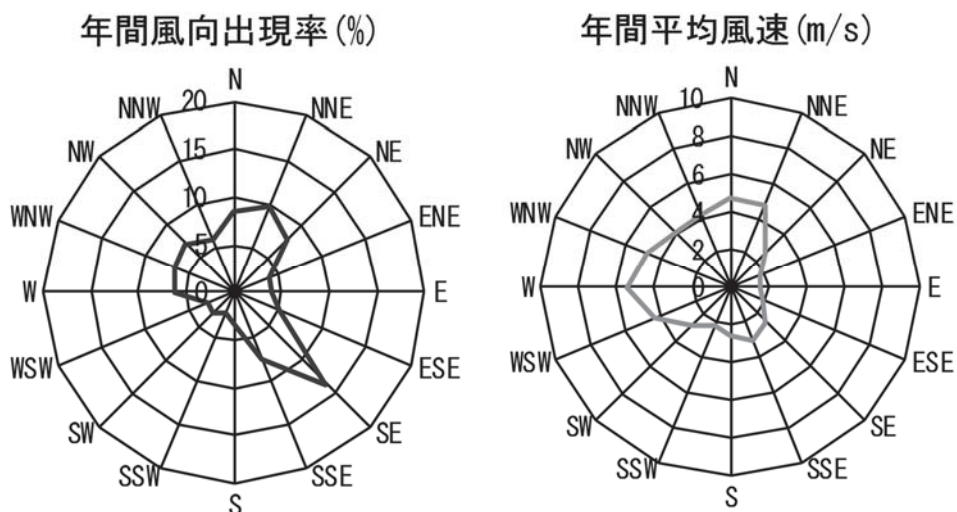 年間風向出現率(%)
N
NNE
NE
ENE
E
ESE
SE
SSE
S
SSW
SW
WSW
W
WNW
NW
NNW
20
15
10
5
0
年間平均風速(m/s)
N
NNE
NE
ENE
E
ESE
SE
SSE
S
SSW
SW
WSW
W
WNW
NW
NNW
10
8
6
4
2
0